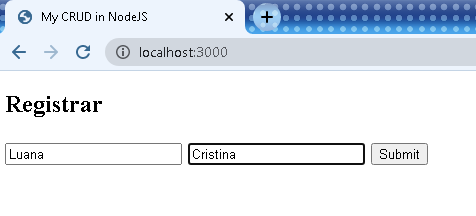 My CRUD in NodeJS
localhost:3000
Registrar
Luana Cristina Submit